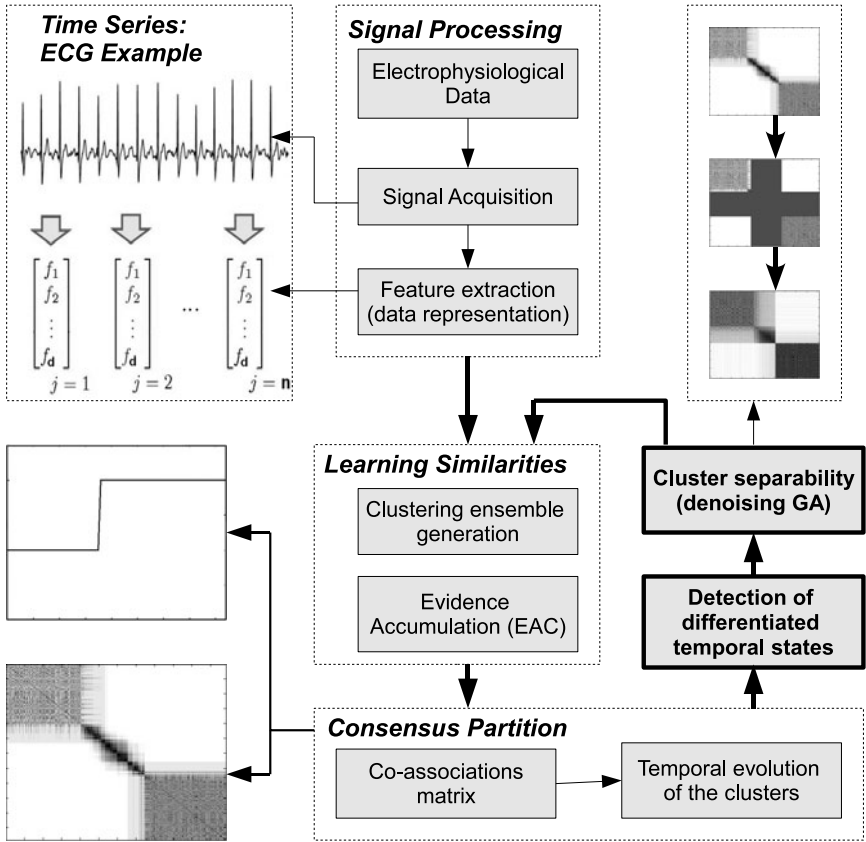 Time Series:
ECG Example
f1
f2
⋮
fd
j = 1
f1
f2
⋮
fd
j = 2
...
f1
f2
⋮
fd
j = n
Signal Processing
Electrophysiological
Data
Signal Acquisition
Feature extraction
(data representation)
Learning Similarities
Clustering ensemble
generation
Evidence
Accumulation (EAC)
Cluster separability
(denoising GA)
Detection of
differentiated
temporal states
Consensus Partition
Co-associations
matrix
Temporal evolution
of the clusters